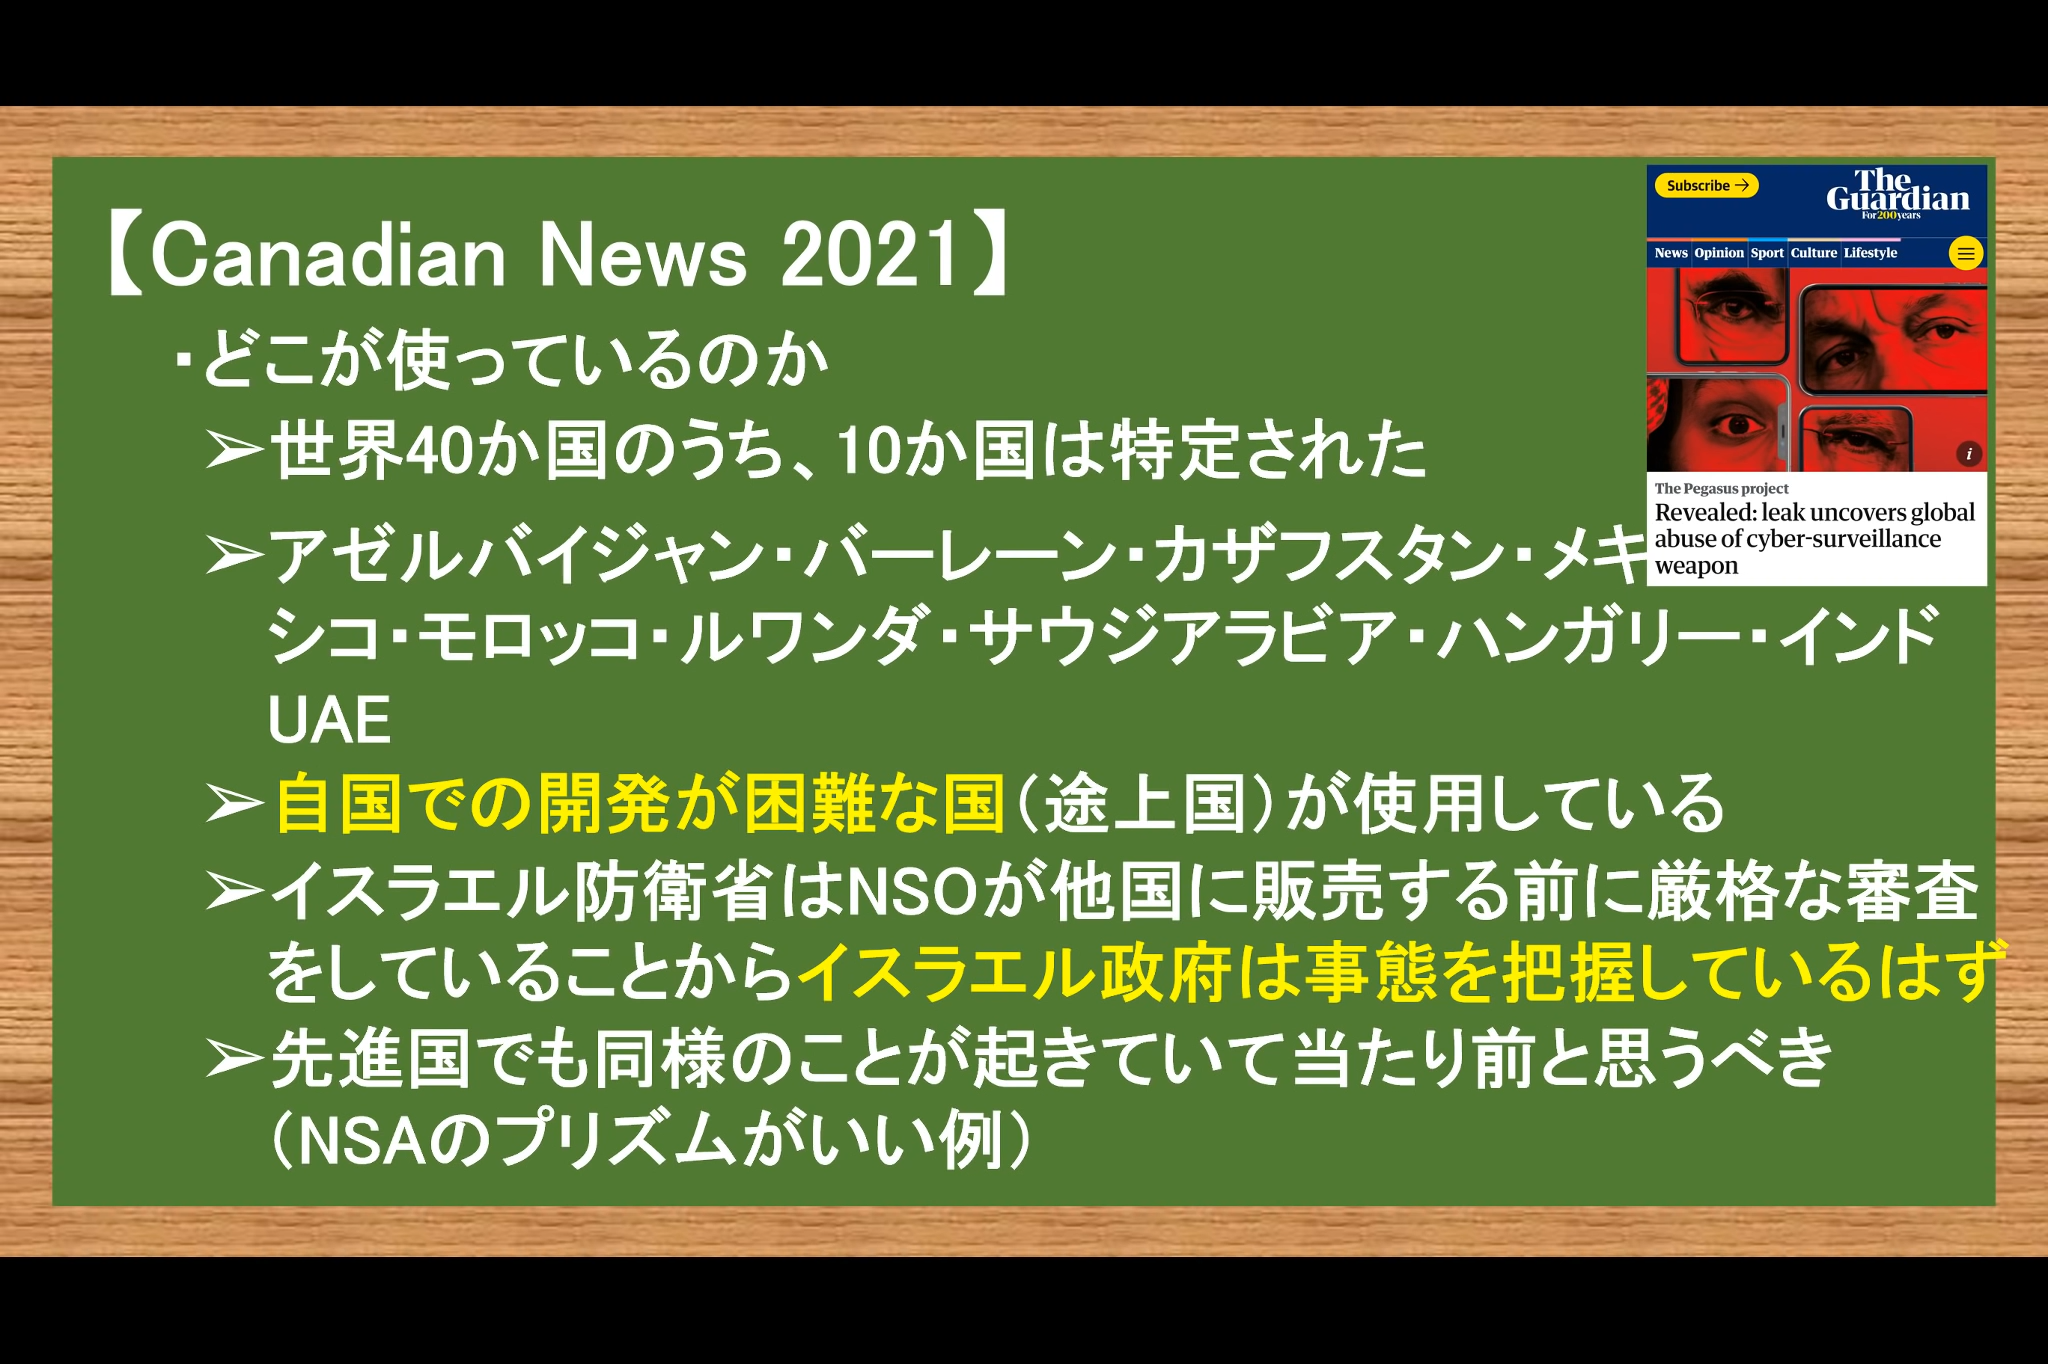 【Canadian News 2021】
・どこが使っているのか
➢世界40か国のうち、10か国は特定された
➢アゼルバイジャン・バーレーン・カザフスタン・メキ
シコ・モロッコ・ルワンダ・サウジアラビア・ハンガリー・インド
UAE
➢自国での開発が困難な国（途上国）が使用している
➢イスラエル防衛省はNSOが他国に販売する前に厳格な審査
をしていることからイスラエル政府は事態を把握しているはず
➢先進国でも同様のことが起きていて当たり前と思うべき
（NSAのプリズムがいい例）
Subscribe →
The
Guardian
For 200 years
News Opinion Sport Culture Lifestyle
i
The Pegasus project
Revealed: leak uncovers global
abuse of cyber-surveillance
weapon